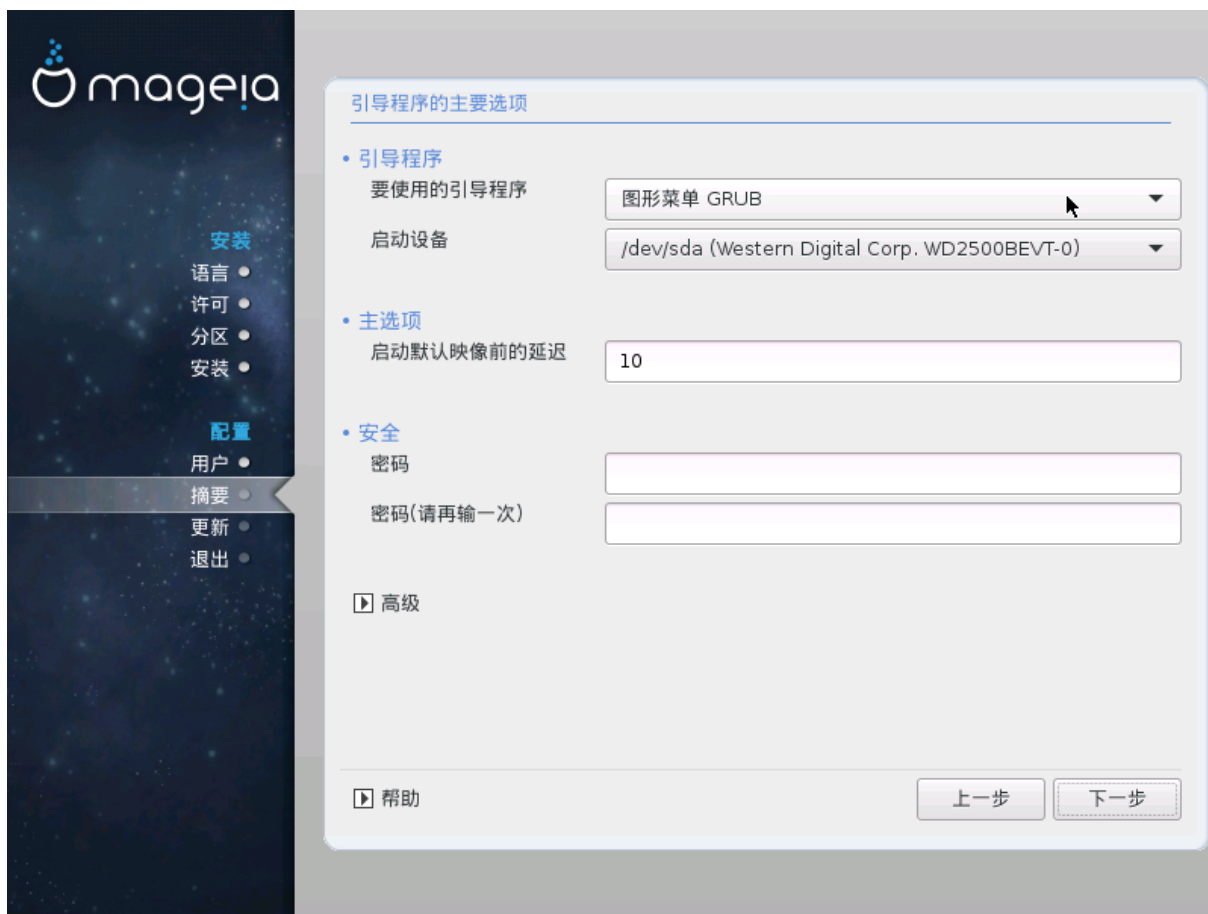 mageia
安装
语言
许可
分区
安装
配置
用户
摘要
更新
退出
引导程序的主要选项
引导程序
要使用的引导程序
图形菜单 GRUB
启动设备
/dev/sda (Western Digital Corp. WD2500BEVT-0)
主选项
启动默认映像前的延迟
10
安全
密码
密码(请再输一次)
高级
帮助
上一步
下一步